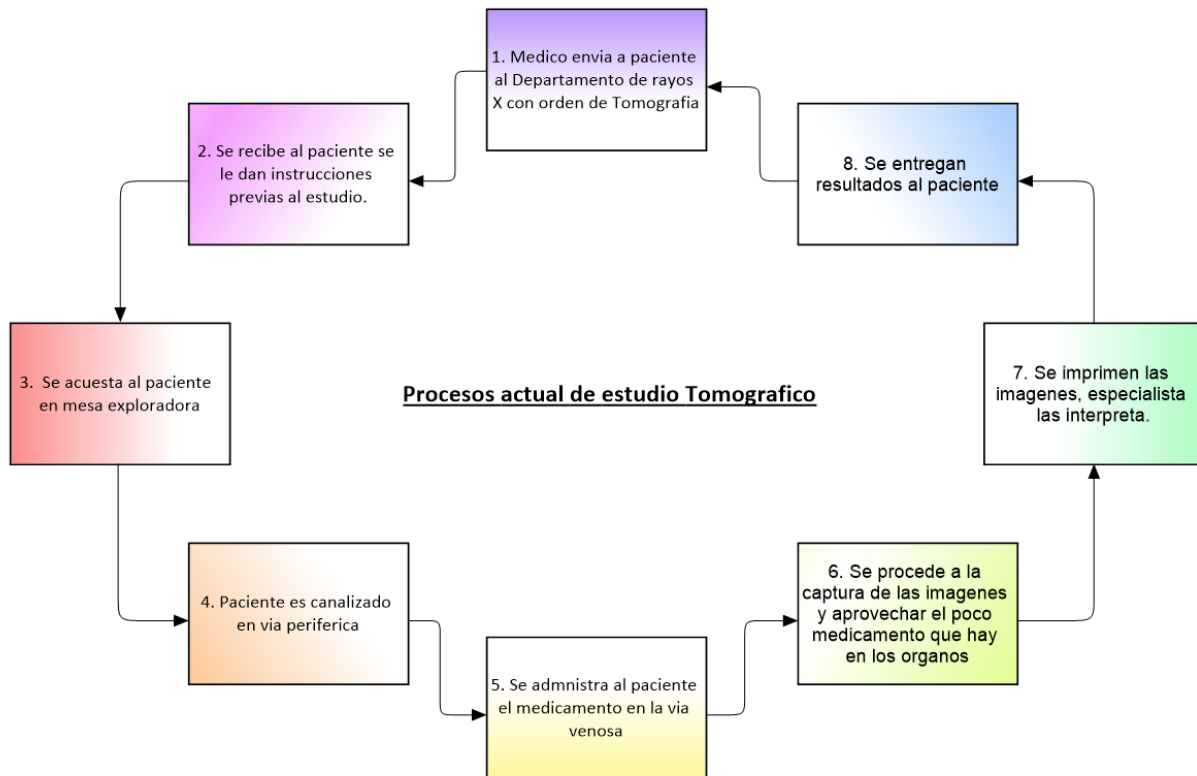 1. Medico envia a paciente
al Departamento de rayos
X con orden de Tomografia
2. Se recibe al paciente se
le dan instrucciones
previas al estudio.
3. Se acuesta al paciente
en mesa exploradora
4. Paciente es canalizado
en via periferica
5. Se admnistra al paciente
el medicamento en la via
venosa
6. Se procede a la
captura de las imagenes
y aprovechar el poco
medicamento que hay
en los organos
7. Se imprimen las
imagenes, especialista
las interpreta.
8. Se entregan
resultados al paciente
Procesos actual de estudio Tomografico